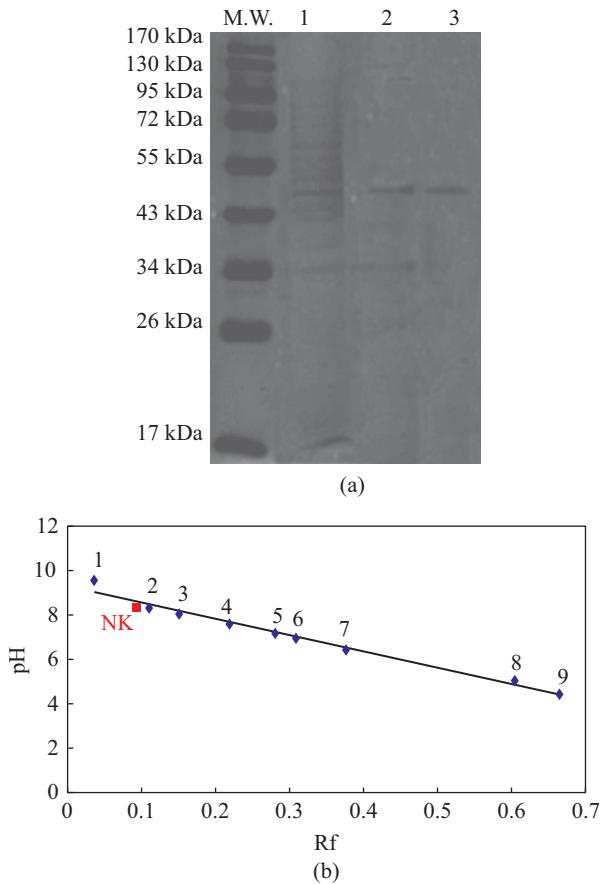 M.W. 1 2 3
170 kDa
130 kDa
95 kDa
72 kDa
55 kDa
43 kDa
34 kDa
26 kDa
17 kDa
(a)
12
10
8
6
4
2
0
pH
1
2
3
4
5
6
7
8
9
NK
0 0.1 0.2 0.3 0.4 0.5 0.6 0.7
Rf
(b)